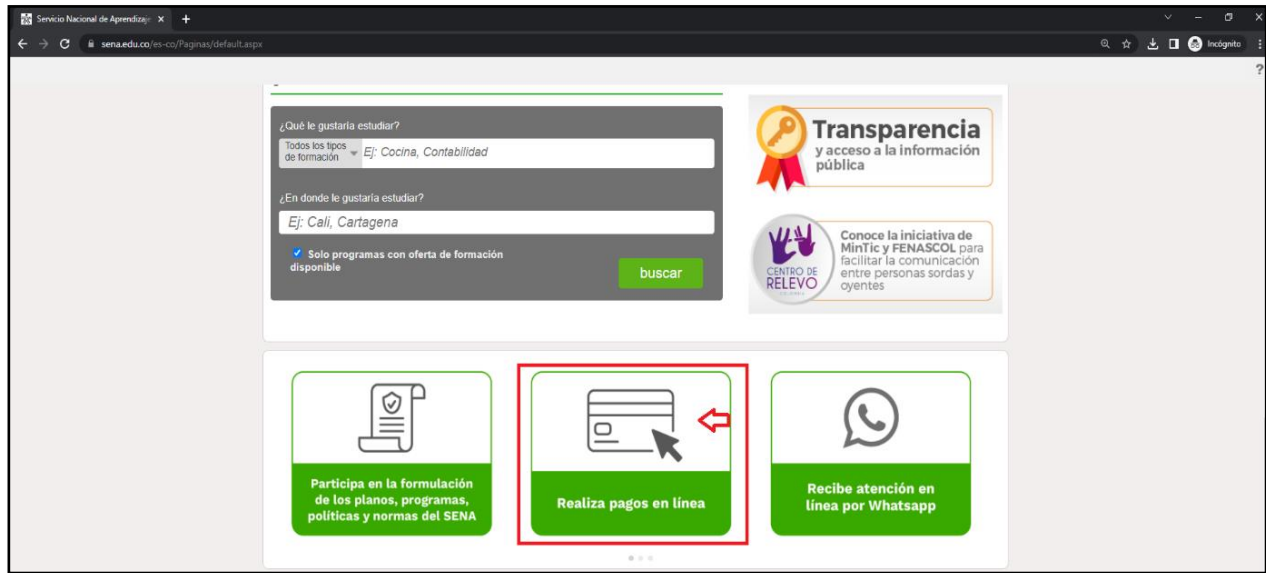 Servicio Nacional de Aprendizaje
sena.edu.co/es-co/Paginas/default.aspx
Incógnito
?
¿Qué le gustaría estudiar?
Todos los tipos
de formación
Ej: Cocina, Contabilidad
¿En donde le gustaría estudiar?
Ej: Cali, Cartagena
Solo programas con oferta de formación
disponible
buscar
Transparencia
y acceso a la información
pública
CENTRO DE
RELEVO
Conoce la iniciativa de
MinTic y FENASCOL para
facilitar la comunicación
entre personas sordas y
oyentes
Participa en la formulación
de los planos, programas,
políticas y normas del SENA
Realiza pagos en línea
Recibe atención en
línea por Whatsapp